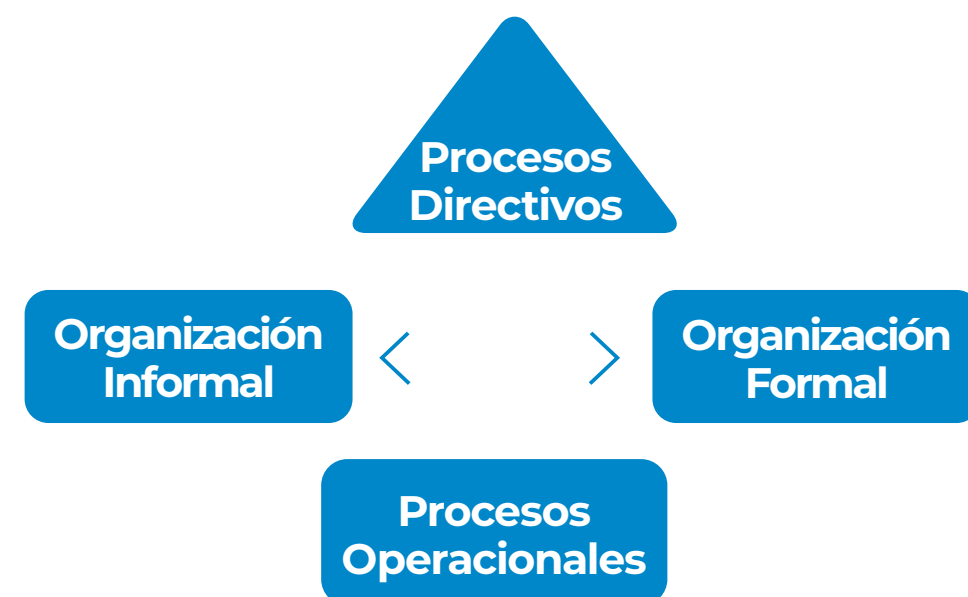 Procesos
Directivos
Organización
Informal
Organización
Formal
Procesos
Operacionales